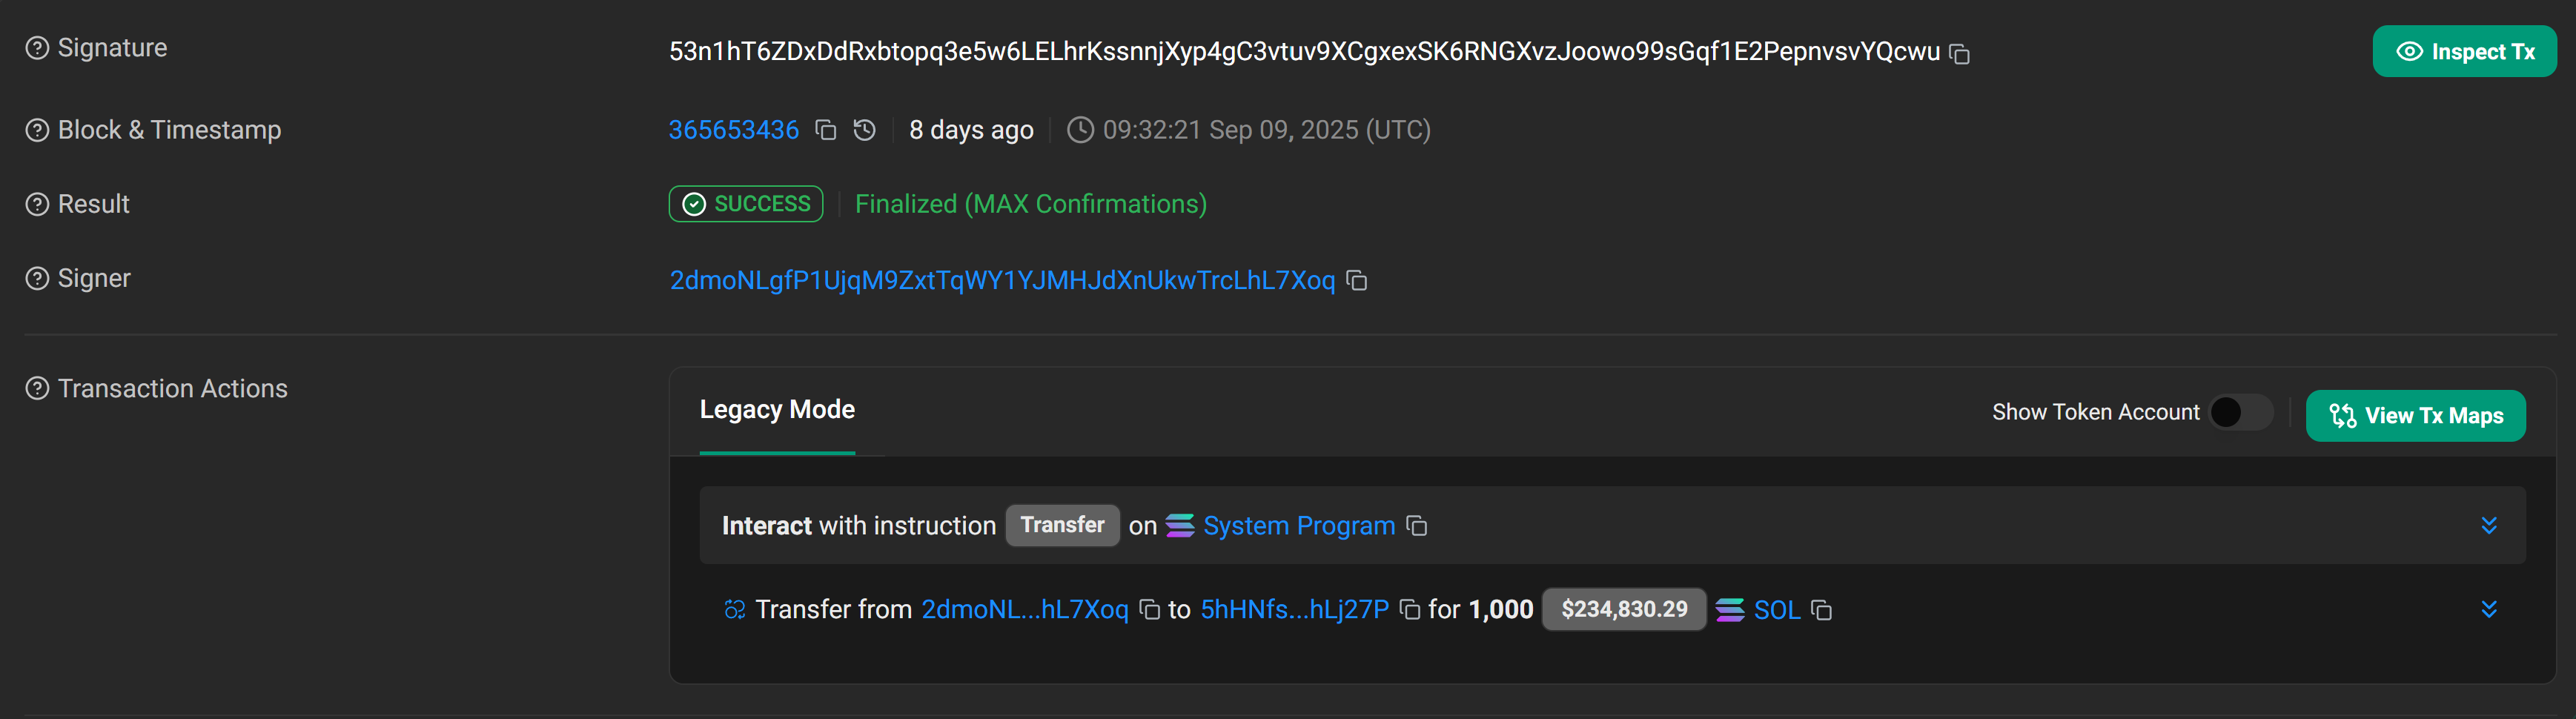 Signature
53n1hT6ZDxDdRxbtopq3e5w6LELhrKssnnjXyp4gC3vtuv9XCgxexSK6RNGXvzJoowo99sGqf1E2PepnvsvYQcwu
Inspect Tx
Block & Timestamp
365653436
8 days ago
09:32:21 Sep 09, 2025 (UTC)
Result
SUCCESS
Finalized (MAX Confirmations)
Signer
2dmoNLgfP1UjqM9ZxtTqWY1YJMHJdXnUkwTrcLhL7Xoq
Transaction Actions
Legacy Mode
Show Token Account
View Tx Maps
Interact with instruction Transfer on System Program
Transfer from 2dmoNL...hL7Xoq to 5hHNfs...hLj27P for 1,000 $234,830.29 SOL